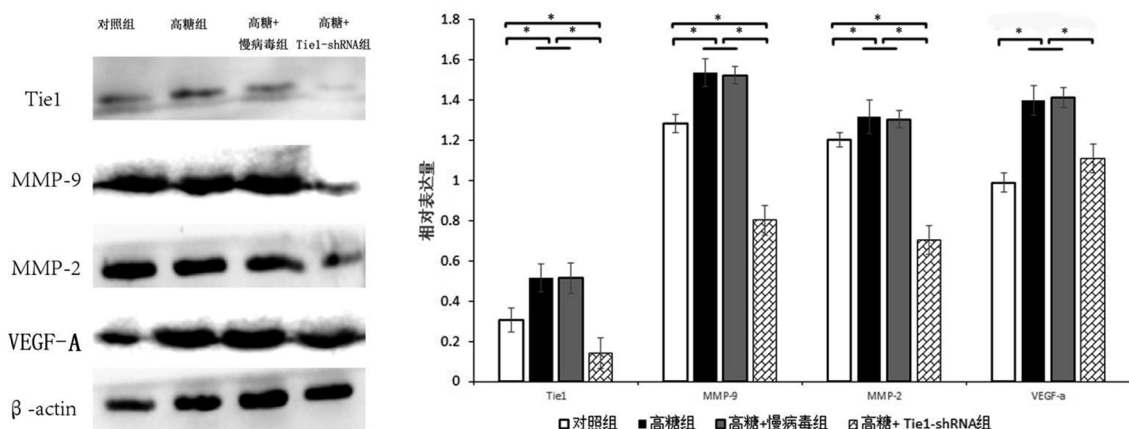 对照组 高糖组 高糖+
慢病毒组 高糖+
Tie1-shRNA组
Tie1
MMP-9
MMP-2
VEGF-A
β-actin
* * * *
* * * * * * * *
1.6
1.4
1.2
1
0.8
0.6
0.4
0.2
0
相对表达量
Tie1 MMP-9 MMP-2 VEGF-a
对照组 高糖组 高糖+慢病毒组 高糖+ Tie1-shRNA组